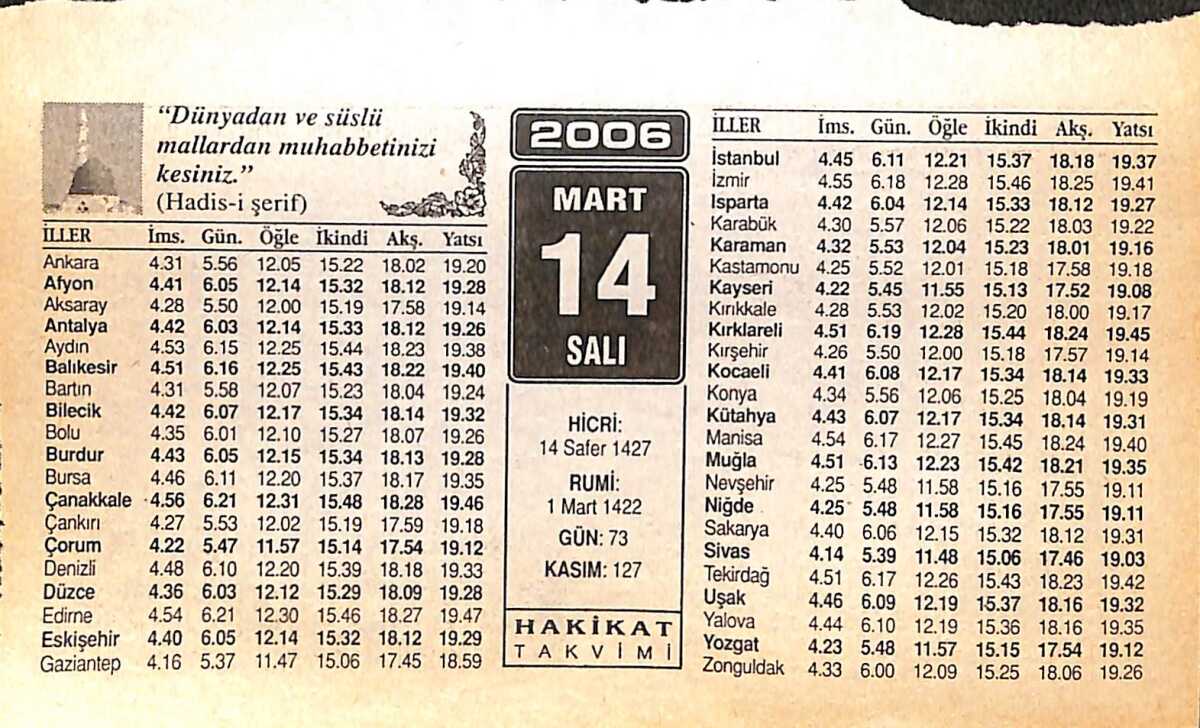 “Dünyadan ve süslü
mallardan muhabbetinizi
kesiniz.”
(Hadis-i şerif)
İLLER İms. Gün. Öğle İkindi Akş. Yatsı
Ankara 4.31 5.56 12.05 15.22 18.02 19.20
Afyon 4.41 6.05 12.14 15.32 18.12 19.28
Aksaray 4.28 5.50 12.00 15.19 17.58 19.14
Antalya 4.42 6.03 12.14 15.33 18.12 19.26
Aydın 4.53 6.15 12.25 15.44 18.23 19.38
Balıkesir 4.51 6.16 12.25 15.43 18.22 19.40
Bartın 4.31 5.58 12.07 15.23 18.04 19.24
Bilecik 4.42 6.07 12.17 15.34 18.14 19.32
Bolu 4.35 6.01 12.10 15.27 18.07 19.26
Burdur 4.43 6.05 12.15 15.34 18.13 19.28
Bursa 4.46 6.11 12.20 15.37 18.17 19.35
Çanakkale 4.56 6.21 12.31 15.48 18.28 19.46
Çankırı 4.27 5.53 12.02 15.19 17.59 19.18
Çorum 4.22 5.47 11.57 15.14 17.54 19.12
Denizli 4.48 6.10 12.20 15.39 18.18 19.33
Düzce 4.36 6.03 12.12 15.29 18.09 19.28
Edirne 4.54 6.21 12.30 15.46 18.27 19.47
Eskişehir 4.40 6.05 12.14 15.32 18.12 19.29
Gaziantep 4.16 5.37 11.47 15.06 17.45 18.59
2006
MART
14
SALI
HİCRİ:
14 Safer 1427
RUMİ:
1 Mart 1422
GÜN: 73
KASIM: 127
HAKİKAT
TAKVİMİ
İLLER İms. Gün. Öğle İkindi Akş. Yatsı
İstanbul 4.45 6.11 12.21 15.37 18.18 19.37
İzmir 4.55 6.18 12.28 15.46 18.25 19.41
Isparta 4.42 6.04 12.14 15.33 18.12 19.27
Karabük 4.30 5.57 12.06 15.22 18.03 19.22
Karaman 4.32 5.53 12.04 15.23 18.01 19.16
Kastamonu 4.25 5.52 12.01 15.18 17.58 19.18
Kayseri 4.22 5.45 11.55 15.13 17.52 19.08
Kırıkkale 4.28 5.53 12.02 15.20 18.00 19.17
Kırklareli 4.51 6.19 12.28 15.44 18.24 19.45
Kırşehir 4.26 5.50 12.00 15.18 17.57 19.14
Kocaeli 4.41 6.08 12.17 15.34 18.14 19.33
Konya 4.34 5.56 12.06 15.25 18.04 19.19
Kütahya 4.43 6.07 12.17 15.34 18.14 19.31
Manisa 4.54 6.17 12.27 15.45 18.24 19.40
Muğla 4.51 6.13 12.23 15.42 18.21 19.35
Nevşehir 4.25 5.48 11.58 15.16 17.55 19.11
Niğde 4.25 5.48 11.58 15.16 17.55 19.11
Sakarya 4.40 6.06 12.15 15.32 18.12 19.31
Sivas 4.14 5.39 11.48 15.06 17.46 19.03
Tekirdağ 4.51 6.17 12.26 15.43 18.23 19.42
Uşak 4.46 6.09 12.19 15.37 18.16 19.32
Yalova 4.44 6.10 12.19 15.36 18.16 19.35
Yozgat 4.23 5.48 11.57 15.15 17.54 19.12
Zonguldak 4.33 6.00 12.09 15.25 18.06 19.26